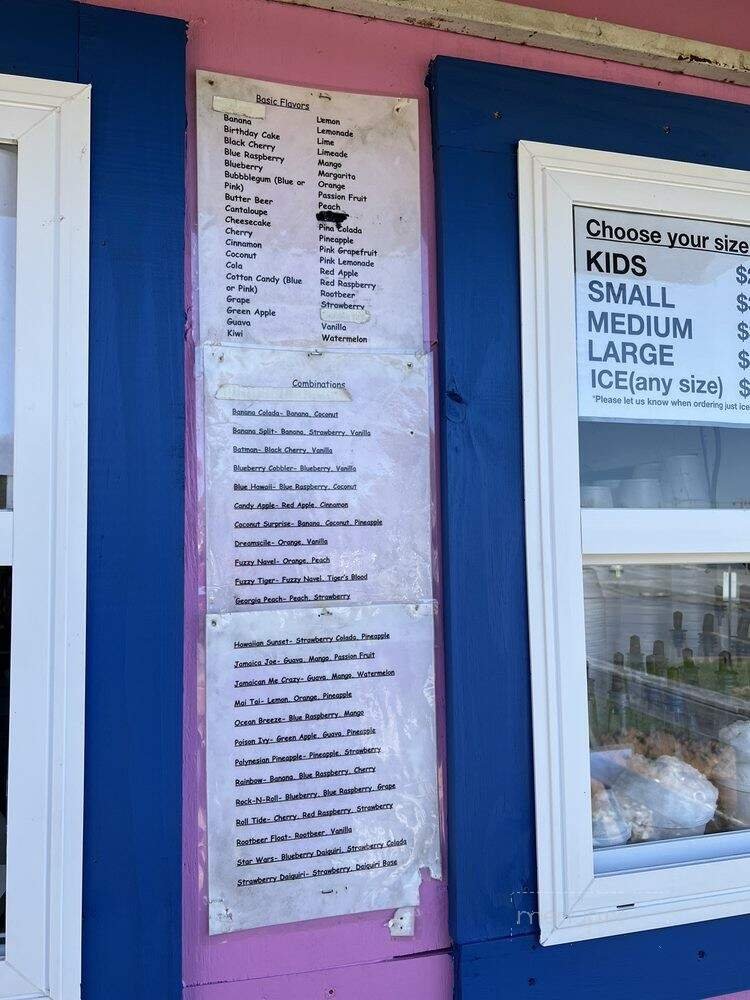 Basic Flavors
Banana
Birthday Cake
Black Cherry
Blue Raspberry
Blueberry
Bubbblegum (Blue or
Pink)
Butter Beer
Cantaloupe
Cheesecake
Cherry
Cinnamon
Coconut
Cola
Cotton Candy (Blue
or Pink)
Grape
Green Apple
Guava
Kiwi
Lemon
Lemonade
Lime
Limeade
Mango
Margarito
Orange
Passion Fruit
Peach
Pina Colada
Pineapple
Pink Grapefruit
Pink Lemonade
Red Apple
Red Raspberry
Rootbeer
Strawberry
Vanilla
Watermelon
Combinations
Banana Colada- Banana, Coconut
Banana Split- Banana, Strawberry, Vanilla
Batman- Black Cherry, Vanilla
Blueberry Cobbler- Blueberry, Vanilla
Blue Hawaii- Blue Raspberry, Coconut
Candy Apple- Red Apple, Cinnamon
Coconut Surprise- Banana, Coconut, Pineapple
Dreamscile- Orange, Vanilla
Fuzzy Navel- Orange, Peach
Fuzzy Tiger- Fuzzy Navel, Tiger's Blood
Georgia Peach- Peach, Strawberry
Hawaiian Sunset- Strawberry Colada, Pineapple
Jamaica Joe- Guava, Mango, Passion Fruit
Jamaican Me Crazy- Guava, Mango, Watermelon
Mai Tai- Lemon, Orange, Pineapple
Ocean Breeze- Blue Raspberry, Mango
Poison Ivy- Green Apple, Guava, Pineapple
Polynesian Pineapple- Pineapple, Strawberry
Rainbow- Banana, Blue Raspberry, Cherry
Rock-N-Roll- Blueberry, Blue Raspberry, Grape
Roll Tide- Cherry, Red Raspberry, Strawberry
Rootbeer Float- Rootbeer, Vanilla
Star Wars- Blueberry Daiquiri, Strawberry Colada
Strawberry Daiquiri- Strawberry, Daiquiri Base
Choose your size
KIDS $
SMALL $
MEDIUM $
LARGE $
ICE(any size) $
*Please let us know when ordering just ice